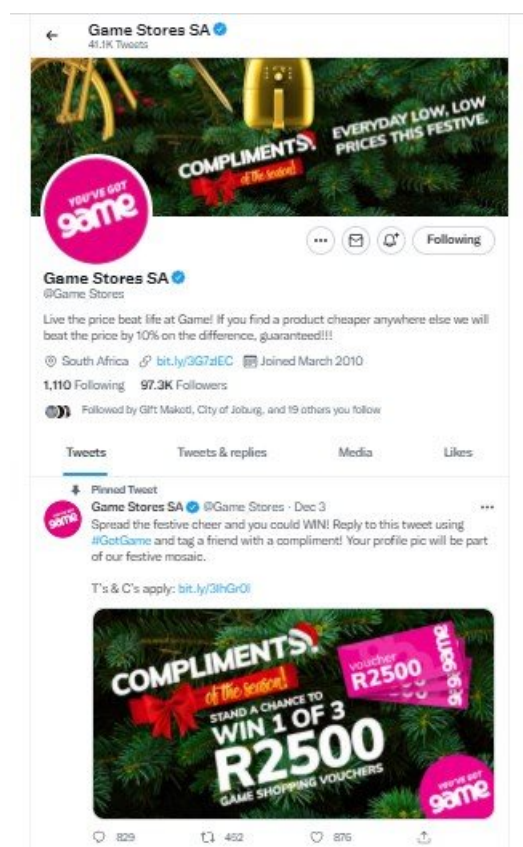 Game Stores SA
41.1K Tweets
EVERYDAY LOW, LOW
PRICES THIS FESTIVE.
COMPLIMENTS
of the season!
YOU'VE GOT
game
Following
Game Stores SA
@Game Stores
Live the price beat life at Game! If you find a product cheaper anywhere else we will
beat the price by 10% on the difference, guaranteed!!!
South Africa bit.ly/3G7zIEC Joined March 2010
1,110 Following 97.3K Followers
Followed by Gift Maketi, City of Joburg, and 19 others you follow
Tweets Tweets & replies Media Likes
Pinned Tweet
Game Stores SA @Game Stores · Dec 3
Spread the festive cheer and you could WIN! Reply to this tweet using
#GotGame and tag a friend with a compliment! Your profile pic will be part
of our festive mosaic.
T's & C's apply: bit.ly/3IhGr0I
COMPLIMENTS
of the season!
STAND A CHANCE TO
WIN 1 OF 3
R2500
GAME SHOPPING VOUCHERS
voucher
R2500
game
YOU'VE GOT
game
829 452 876